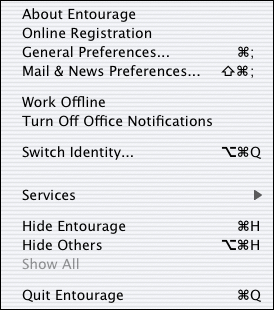 About Entourage
Online Registration
General Preferences... ⌘;
Mail & News Preferences... ⇧⌘;
Work Offline
Turn Off Office Notifications
Switch Identity... ⌥⌘Q
Services ▶
Hide Entourage ⌘H
Hide Others ⌥⌘H
Show All
Quit Entourage ⌘Q